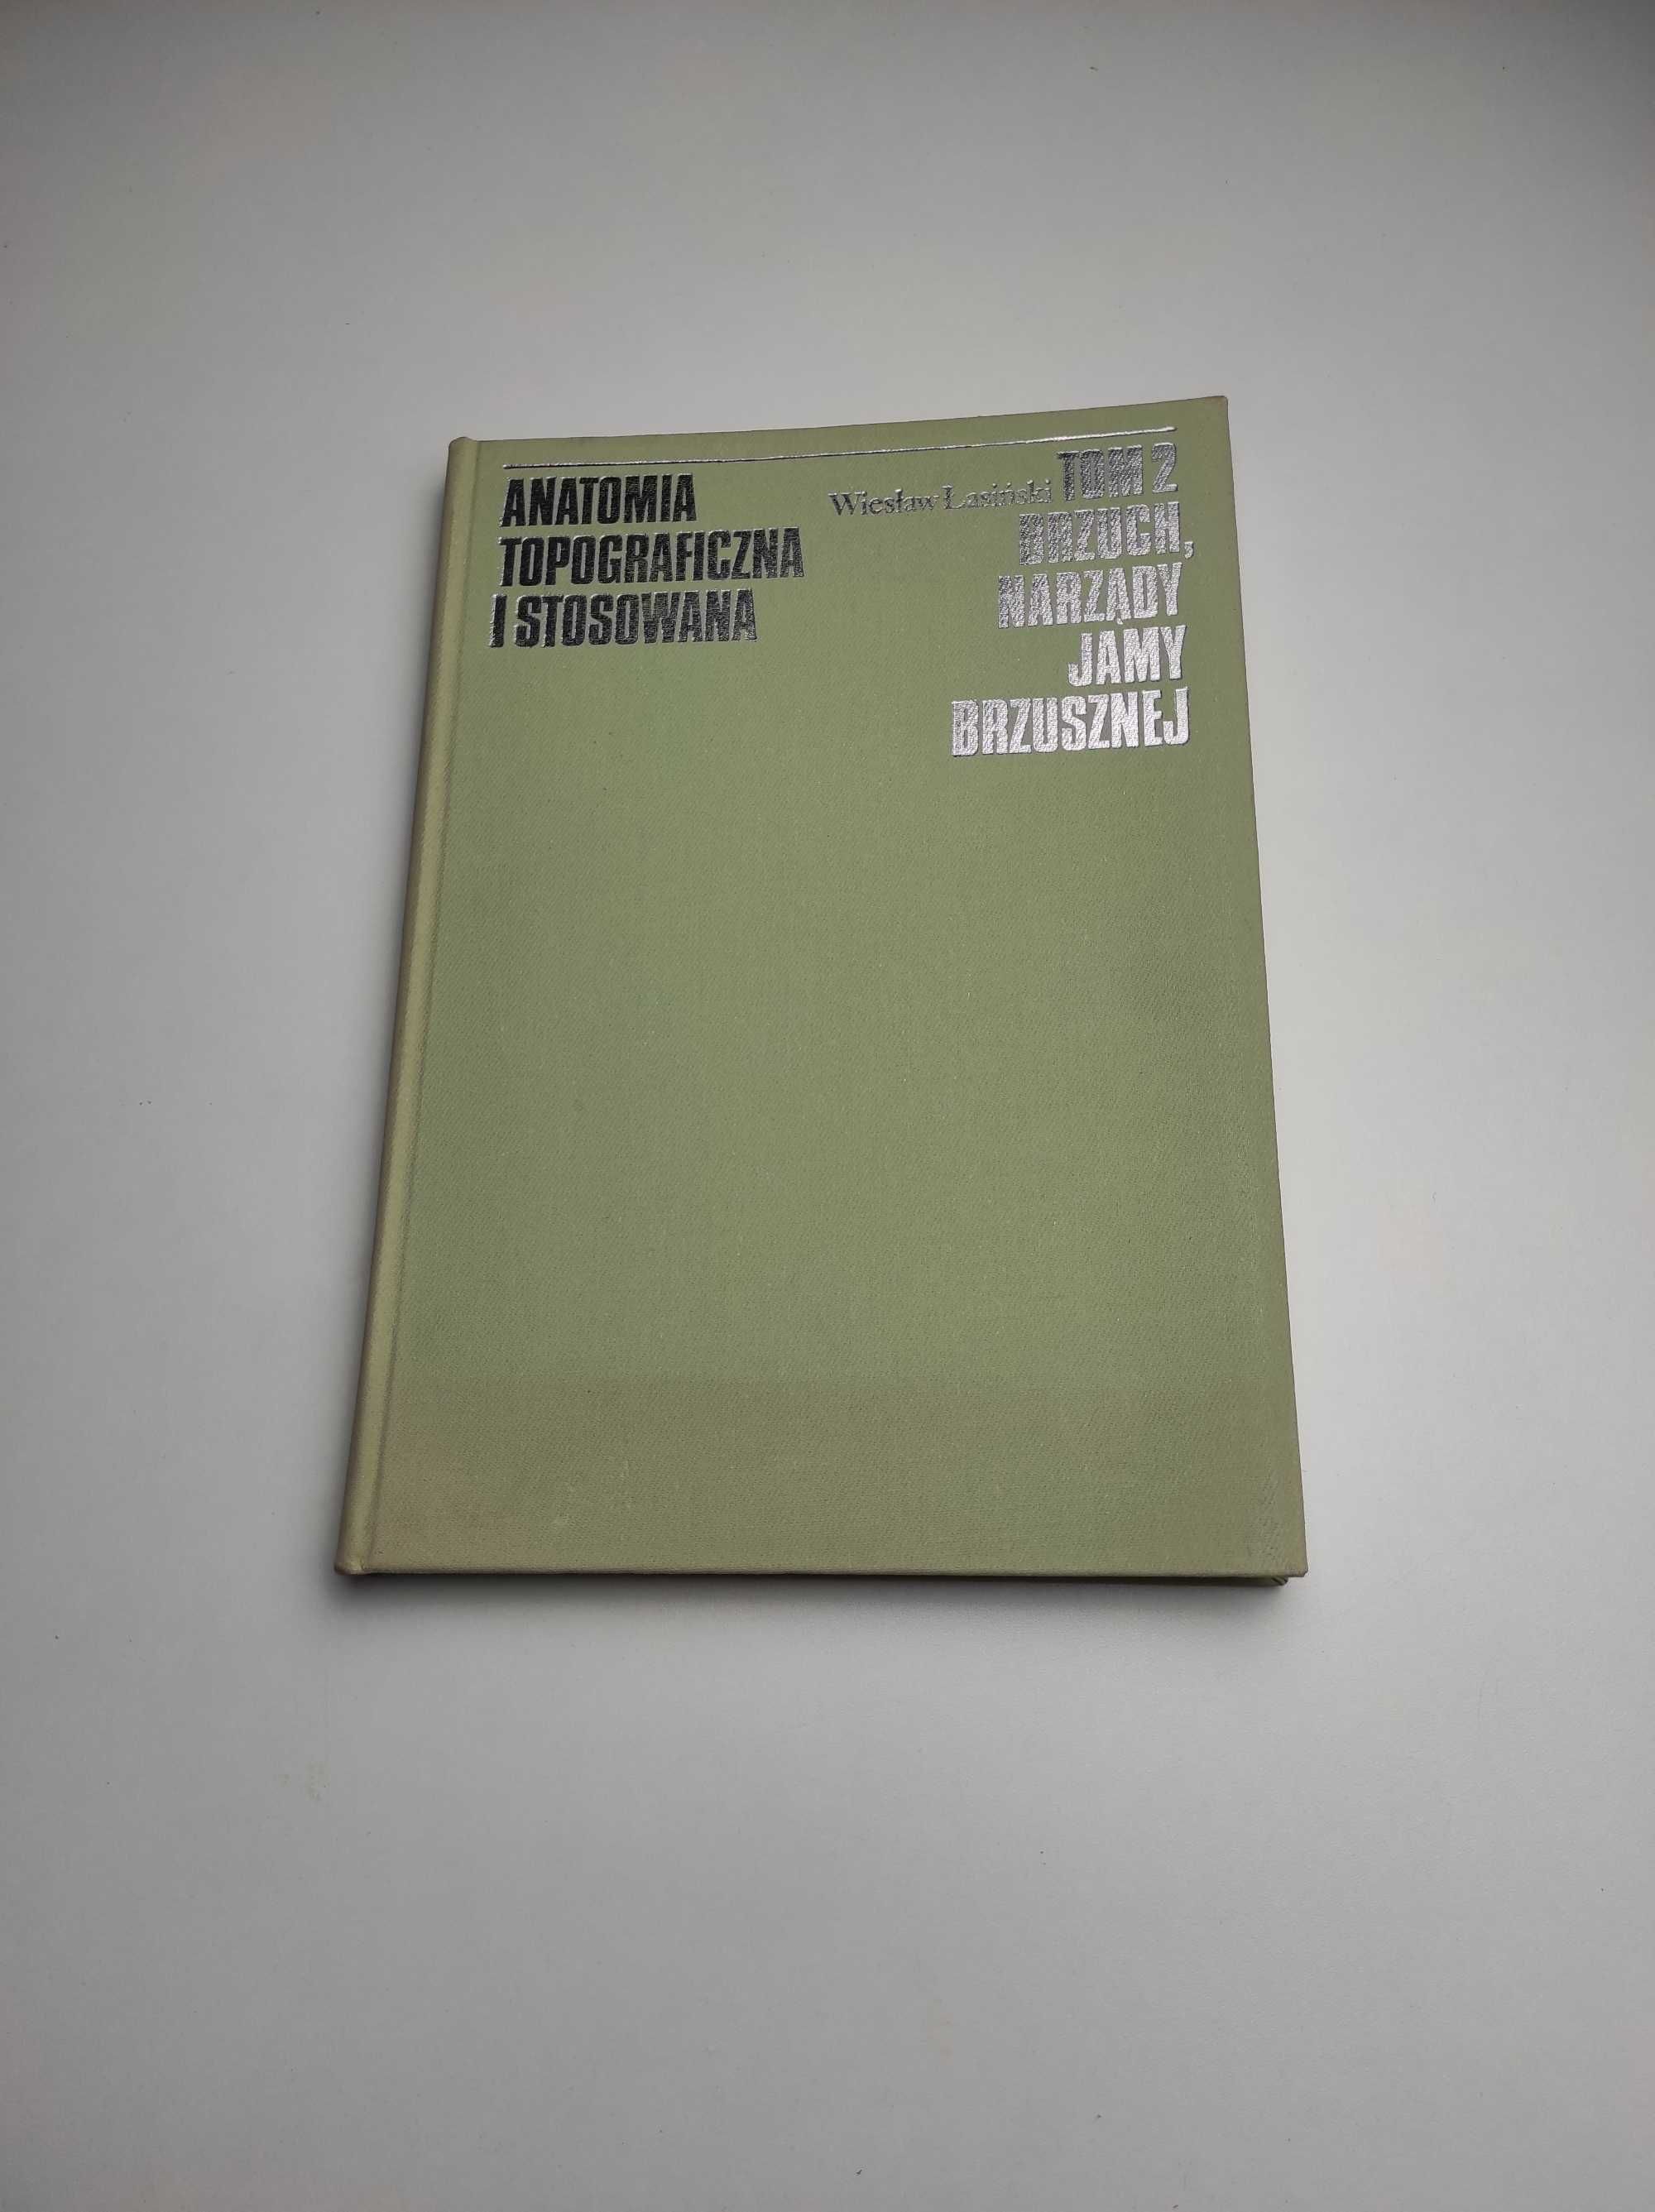 ANATOMIA
TOPOGRAFICZNA
I STOSOWANA
Wiesław Łasiński
TOM 2
BRZUCH,
NARZĄDY
JAMY
BRZUSZNEJ